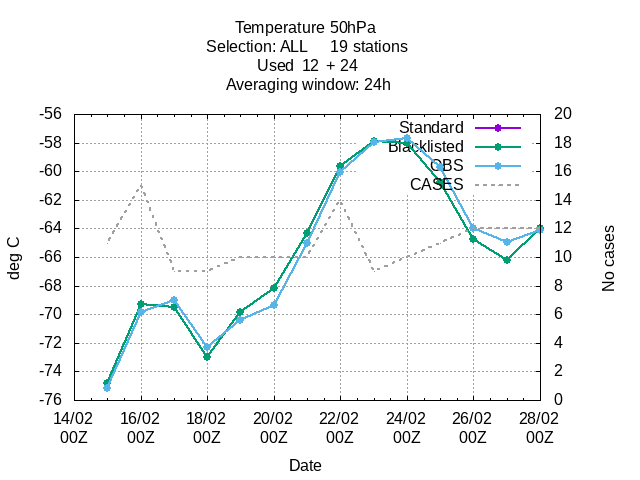 Temperature 50hPa
Selection: ALL 19 stations
Used 12 + 24
Averaging window: 24h
-56
-58
-60
-62
-64
-66
-68
-70
-72
-74
-76
deg C
20
18
16
14
12
10
8
6
4
2
0
No cases
Standard
Blacklisted
OBS
CASES
14/02 16/02 18/02 20/02 22/02 24/02 26/02 28/02
00Z 00Z 00Z 00Z 00Z 00Z 00Z 00Z
Date